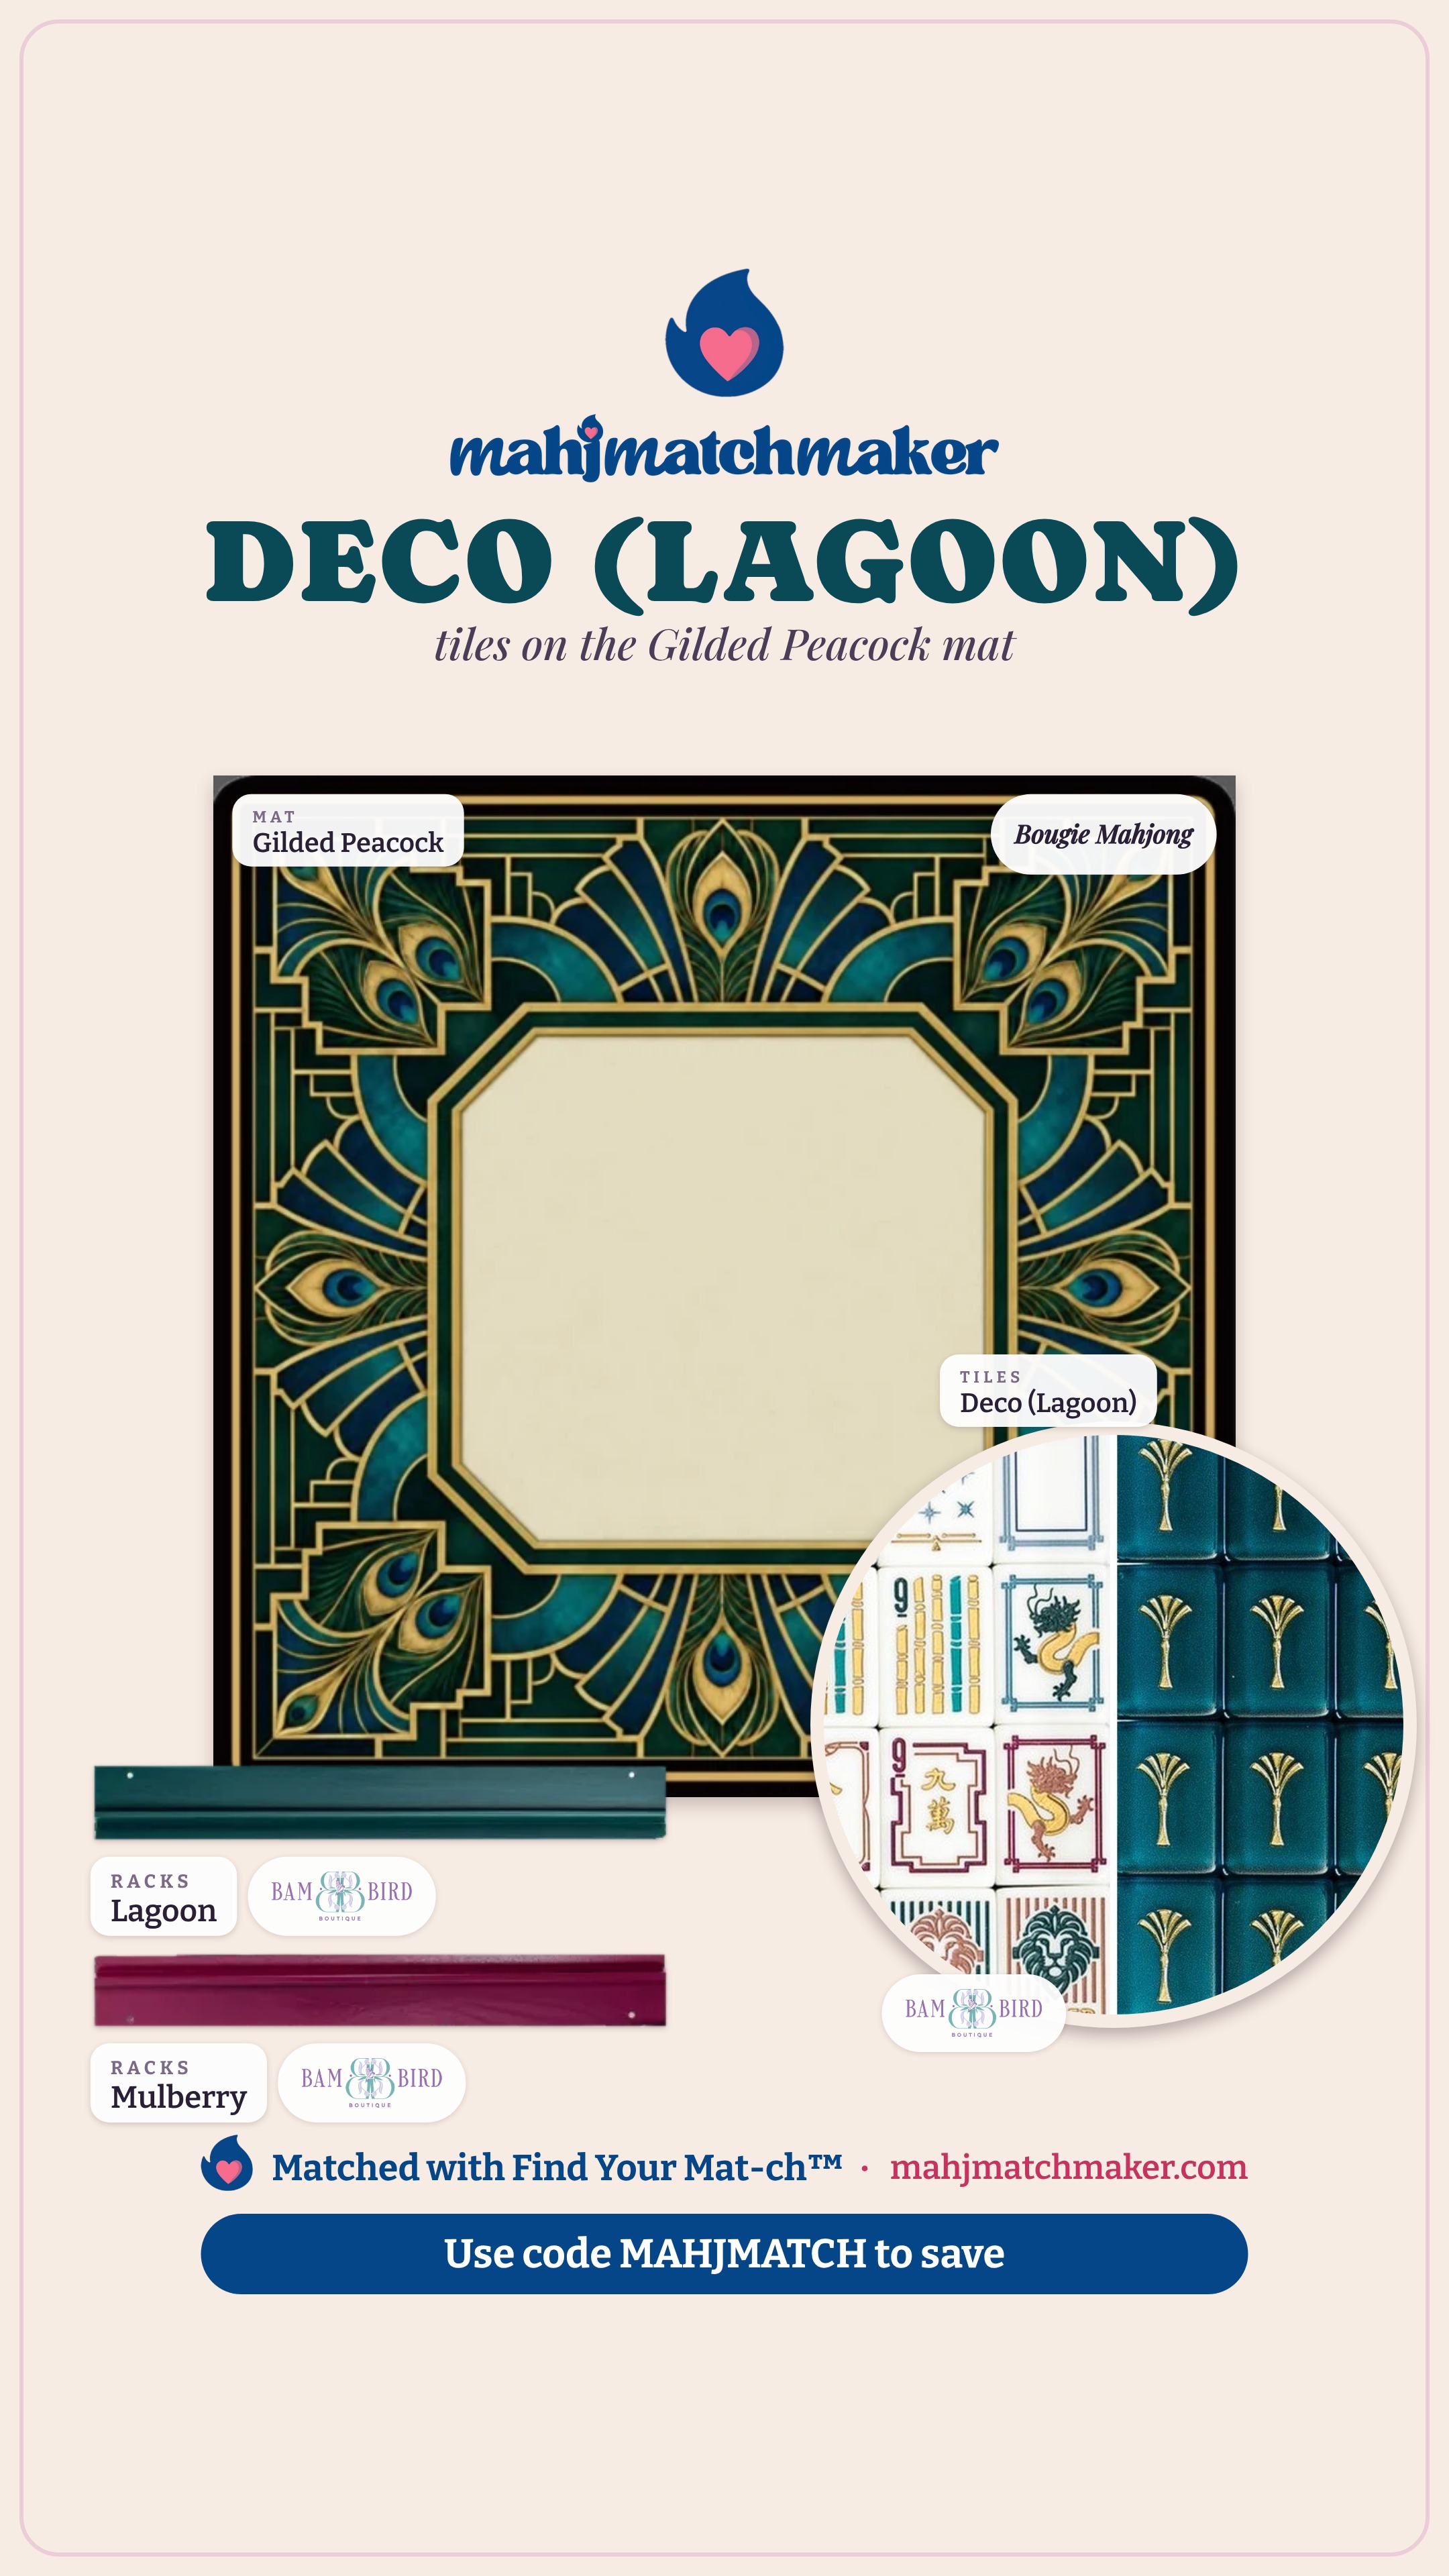 mahjmatchmaker
DECO (LAGOON)
tiles on the Gilded Peacock mat
MAT
Gilded Peacock
Bougie Mahjong
TILES
Deco (Lagoon)
9
9
九
萬
RACKS
Lagoon
BAM BIRD
BOUTIQUE
BAM BIRD
BOUTIQUE
RACKS
Mulberry
BAM BIRD
BOUTIQUE
Matched with Find Your Mat-ch™ · mahjmatchmaker.com
Use code MAHJMATCH to save